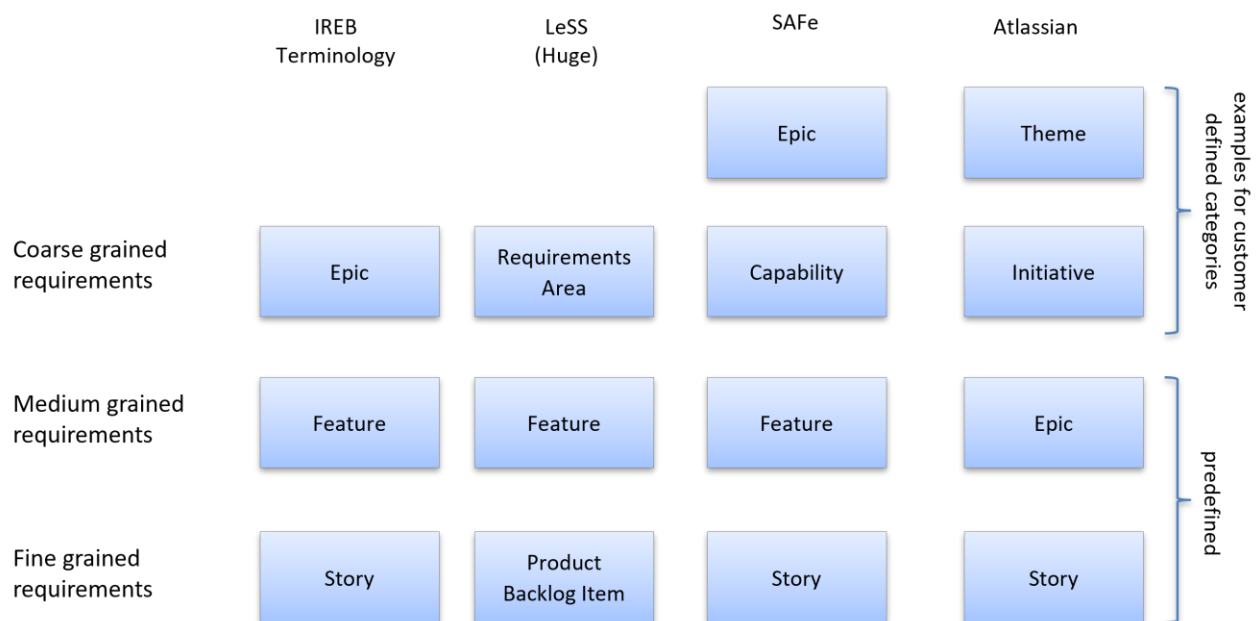 IREB
Terminology
LeSS
(Huge)
SAFe
Atlassian
Epic
Theme
examples for customer
defined categories
Coarse grained
requirements
Epic
Requirements
Area
Capability
Initiative
Medium grained
requirements
Feature
Feature
Feature
Epic
predefined
Fine grained
requirements
Story
Product
Backlog Item
Story
Story